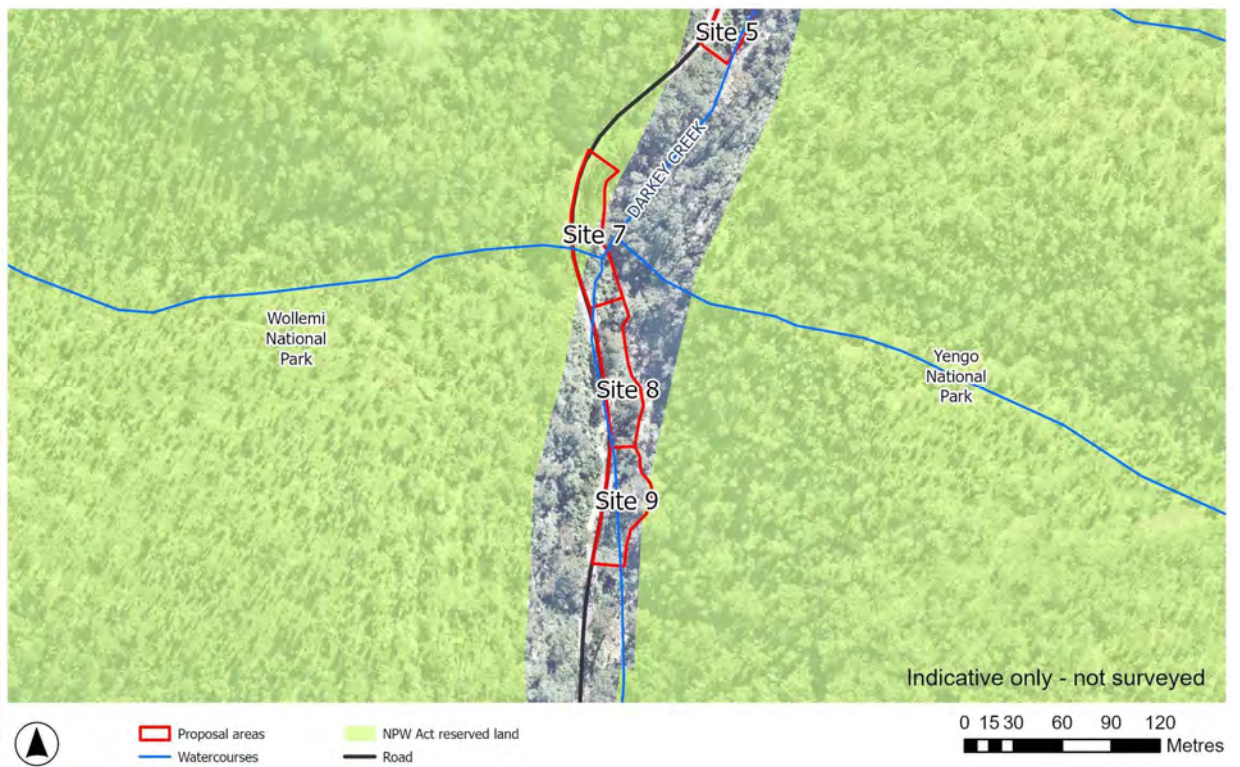 Site 5
DARKEY CREEK
Site 7
Wollemi
National
Park
Yengo
National
Park
Site 8
Site 9
Indicative only - not surveyed
Proposal areas
NPW Act reserved land
Watercourses
Road
0 15 30 60 90 120
Metres